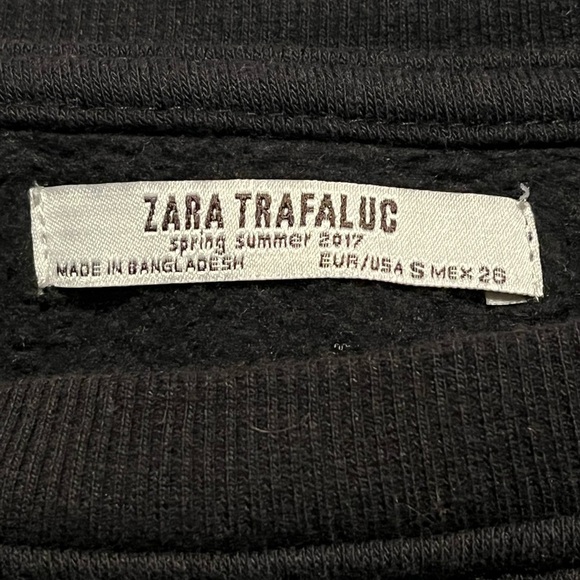 ZARA TRAFALUC
spring summer 2017
MADE IN BANGLADESH EUR/USA S MEX 26